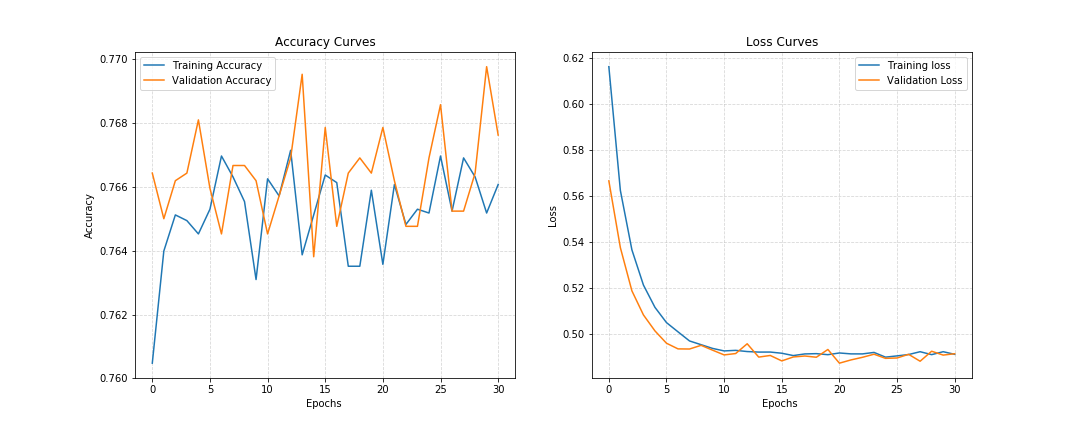 Accuracy Curves
Training Accuracy
Validation Accuracy
0.770
0.768
0.766
0.764
0.762
0.760
Accuracy
0 5 10 15 20 25 30
Epochs
Loss Curves
Training loss
Validation Loss
0.62
0.60
0.58
0.56
0.54
0.52
0.50
Loss
0 5 10 15 20 25 30
Epochs